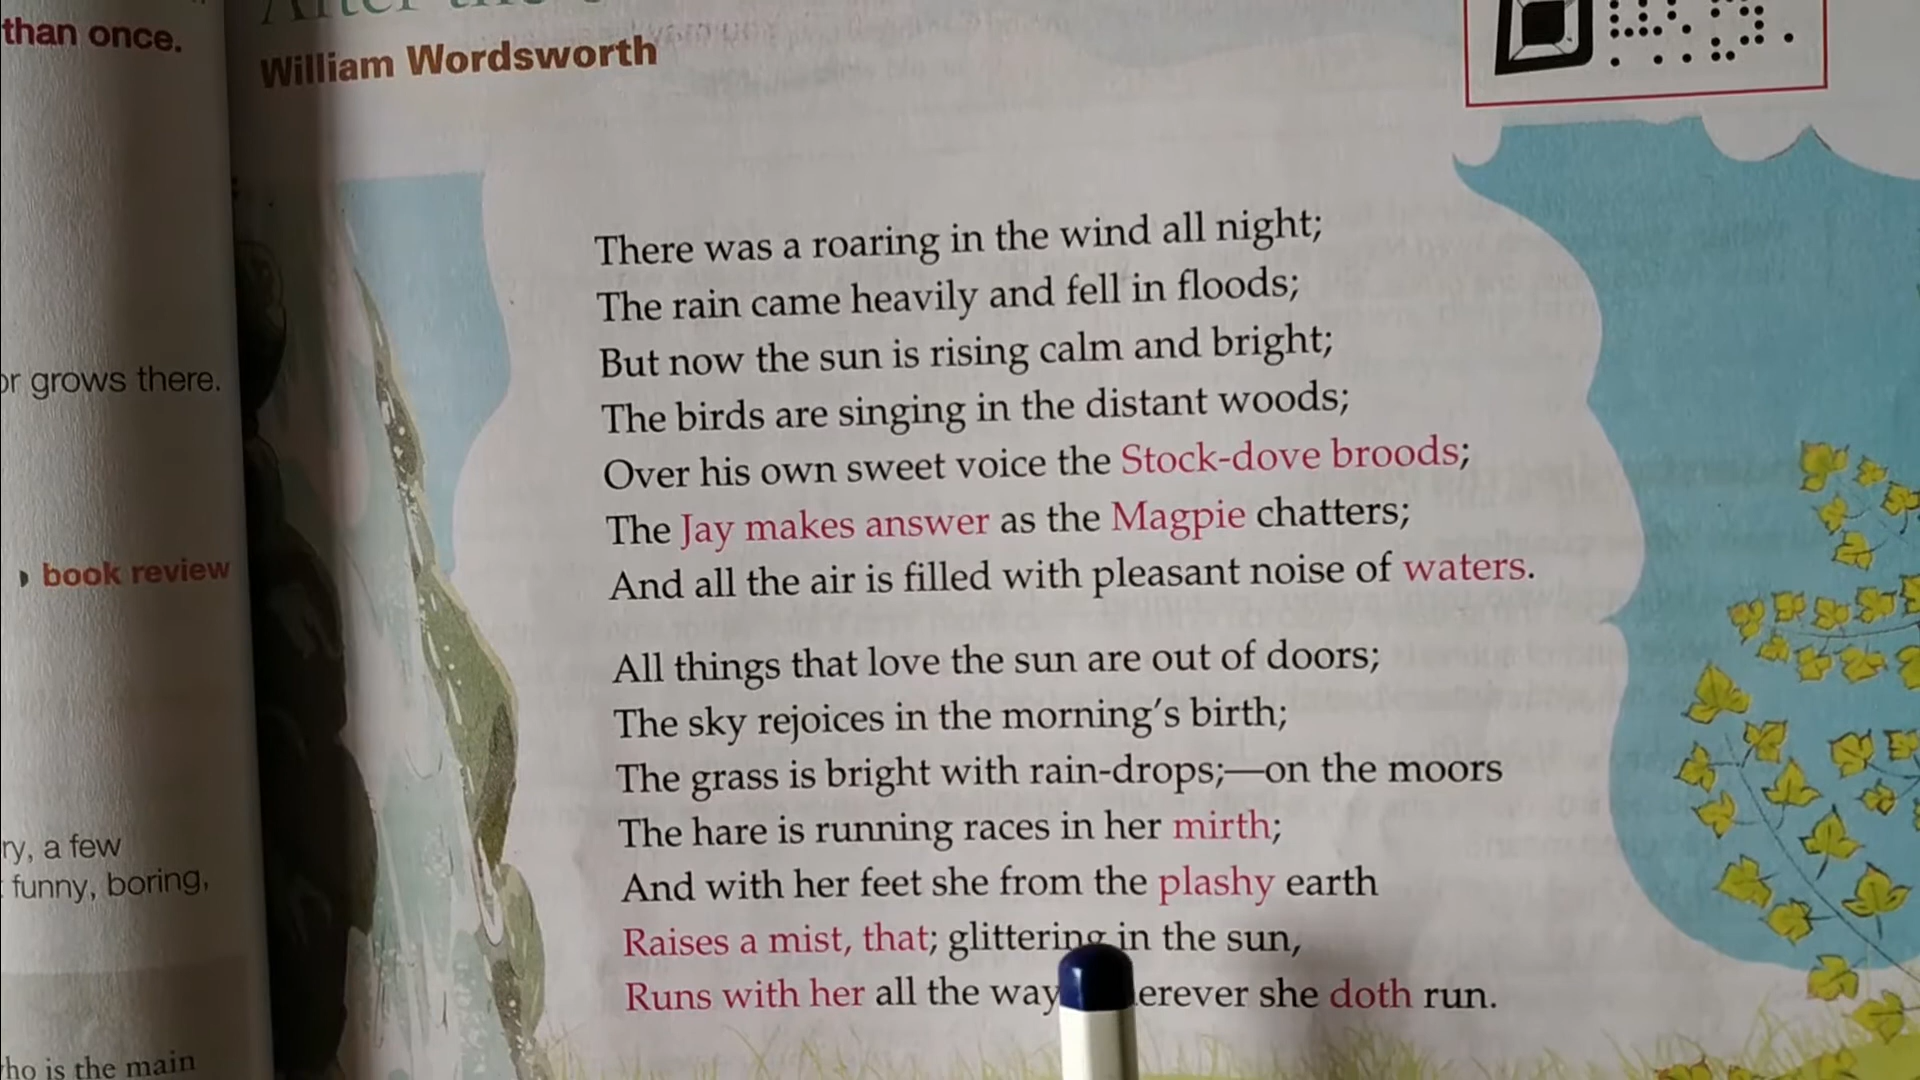 than once.
or grows there.
book review
ry, a few
funny, boring,
who is the main
After the
William Wordsworth
There was a roaring in the wind all night;
The rain came heavily and fell in floods;
But now the sun is rising calm and bright;
The birds are singing in the distant woods;
Over his own sweet voice the Stock-dove broods;
The Jay makes answer as the Magpie chatters;
And all the air is filled with pleasant noise of waters.
All things that love the sun are out of doors;
The sky rejoices in the morning's birth;
The grass is bright with rain-drops;—on the moors
The hare is running races in her mirth;
And with her feet she from the plashy earth
Raises a mist, that; glittering in the sun,
Runs with her all the way erever she doth run.